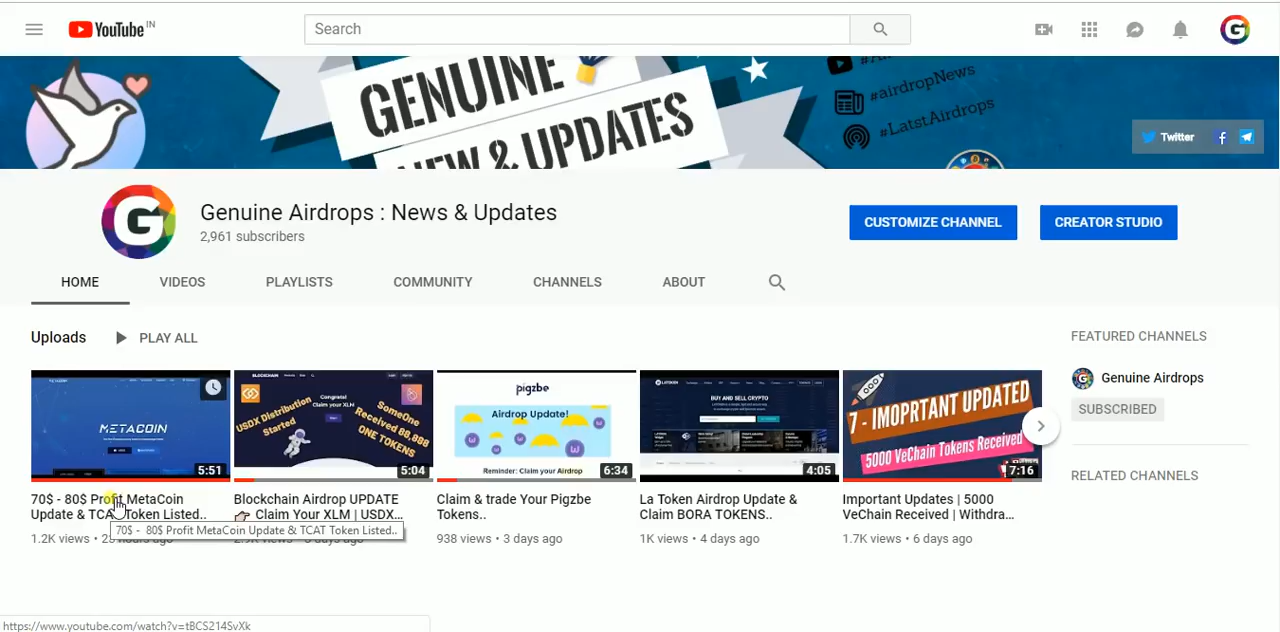 YouTube IN
Search
GENUINE
NEW & UPDATES
#airdropNews
#LatstAirdrops
Twitter
G
Genuine Airdrops : News & Updates
2,961 subscribers
CUSTOMIZE CHANNEL
CREATOR STUDIO
HOME
VIDEOS
PLAYLISTS
COMMUNITY
CHANNELS
ABOUT
Uploads
PLAY ALL
FEATURED CHANNELS
Genuine Airdrops
SUBSCRIBED
RELATED CHANNELS
METACOIN
5:51
70$ - 80$ Profit MetaCoin
Update & TCAT Token Listed..
1.2K views
70$ - 80$ Profit MetaCoin Update & TCAT Token Listed..
BLOCKCHAIN
Congrats!
Claim your XLM
USDX Distribution
Started
SomeOne
Received 88,888
ONE TOKENS
5:04
Blockchain Airdrop UPDATE
Claim Your XLM | USDX...
pigzbe
Airdrop Update!
Reminder: Claim your Airdrop
6:34
Claim & trade Your Pigzbe
Tokens..
938 views • 3 days ago
LATOKEN
BUY AND SELL CRYPTO
4:05
La Token Airdrop Update &
Claim BORA TOKENS..
1K views • 4 days ago
7 - IMOPRTANT UPDATED
5000 VeChain Tokens Received
7:16
Important Updates | 5000
VeChain Received | Withdra...
1.7K views • 6 days ago
https://www.youtube.com/watch?v=tBCS214SvXk